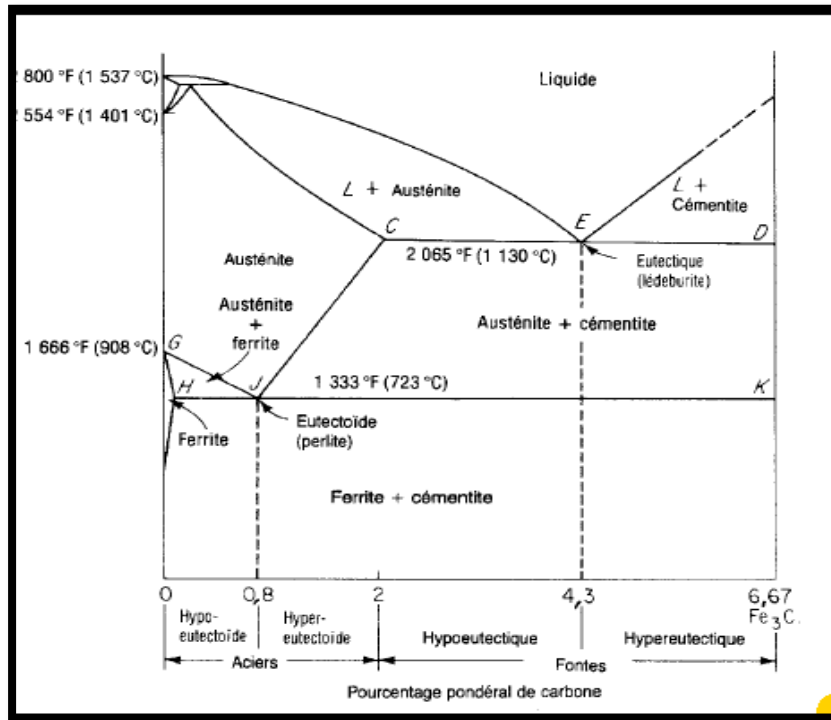 800 °F (1 537 °C)
554 °F (1 401 °C)
Liquide
L + Austénite
L +
Cémentite
C
E
D
2 065 °F (1 130 °C)
Eutectique
(lédeburite)
Austénite
Austénite
+
ferrite
Austénite + cémentite
1 666 °F (908 °C)
G
H
J
1 333 °F (723 °C)
K
Ferrite
Eutectoïde
(perlite)
Ferrite + cémentite
0
0,8
2
4,3
6,67
Fe3C.
Hypo-
eutectoïde
Hyper-
eutectoïde
Hypoeutectique
Hypereutectique
Aciers
Fontes
Pourcentage pondéral de carbone